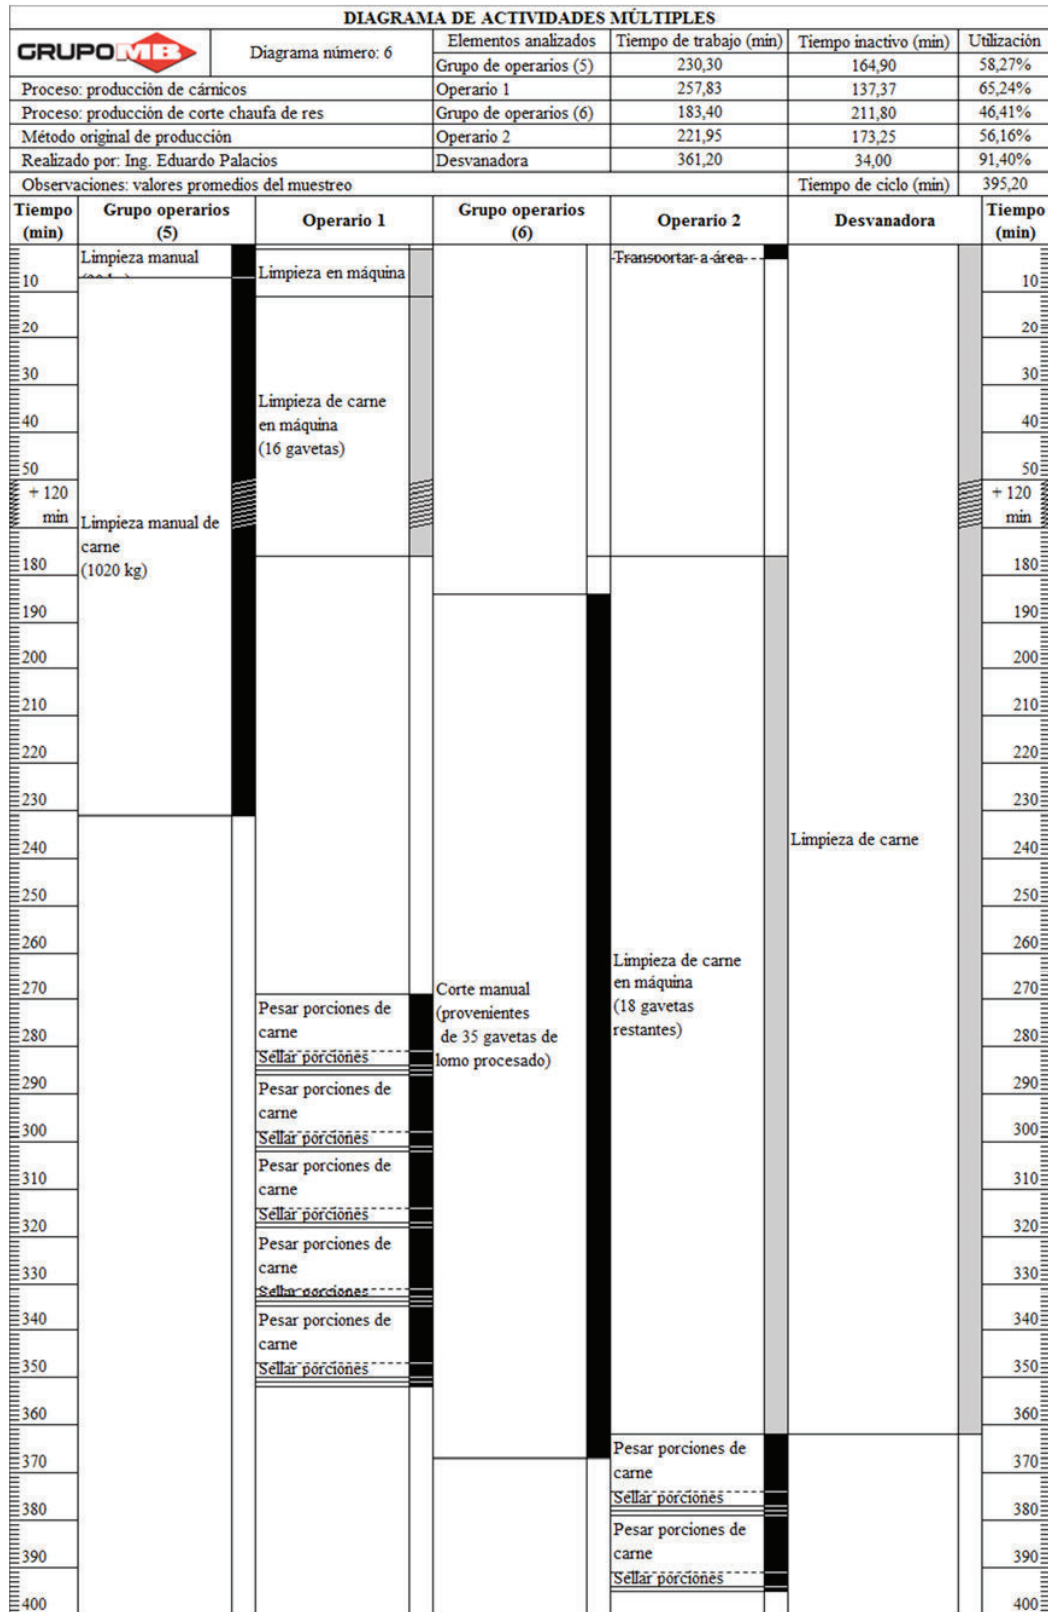 DIAGRAMA DE ACTIVIDADES MÚLTIPLES
GRUPO MB
Diagrama número: 6
Elementos analizados Tiempo de trabajo (min) Tiempo inactivo (min) Utilización
Grupo de operarios (5) 230,30 164,90 58,27%
Proceso: producción de cárnicos Operario 1 257,83 137,37 65,24%
Proceso: producción de corte chaufa de res Grupo de operarios (6) 183,40 211,80 46,41%
Método original de producción Operario 2 221,95 173,25 56,16%
Realizado por: Ing. Eduardo Palacios Desvanadora 361,20 34,00 91,40%
Observaciones: valores promedios del muestreo Tiempo de ciclo (min) 395,20
Tiempo (min) Grupo operarios (5) Operario 1 Grupo operarios (6) Operario 2 Desvanadora Tiempo (min)
Limpieza manual Transportar a área
Limpieza en máquina
10 10
20 20
30 30
Limpieza de carne
40 en máquina 40
(16 gavetas)
50 50
+ 120 + 120
min Limpieza manual de min
carne
180 (1020 kg) 180
190 190
200 200
210 210
220 220
230 230
240 Limpieza de carne 240
250 250
260 260
Limpieza de carne
270 Corte manual en máquina 270
Pesar porciones de (provenientes (18 gavetas
carne de 35 gavetas de restantes)
280 280
Sellar porciones lomo procesado)
290 Pesar porciones de 290
carne
300 Sellar porciones 300
Pesar porciones de
310 carne 310
Sellar porciones
320 320
Pesar porciones de
330 carne 330
Sellar porciones
340 Pesar porciones de 340
carne
350 Sellar porciones 350
360 360
Pesar porciones de
370 carne 370
Sellar porciones
380 380
Pesar porciones de
390 carne 390
Sellar porciones
400 400